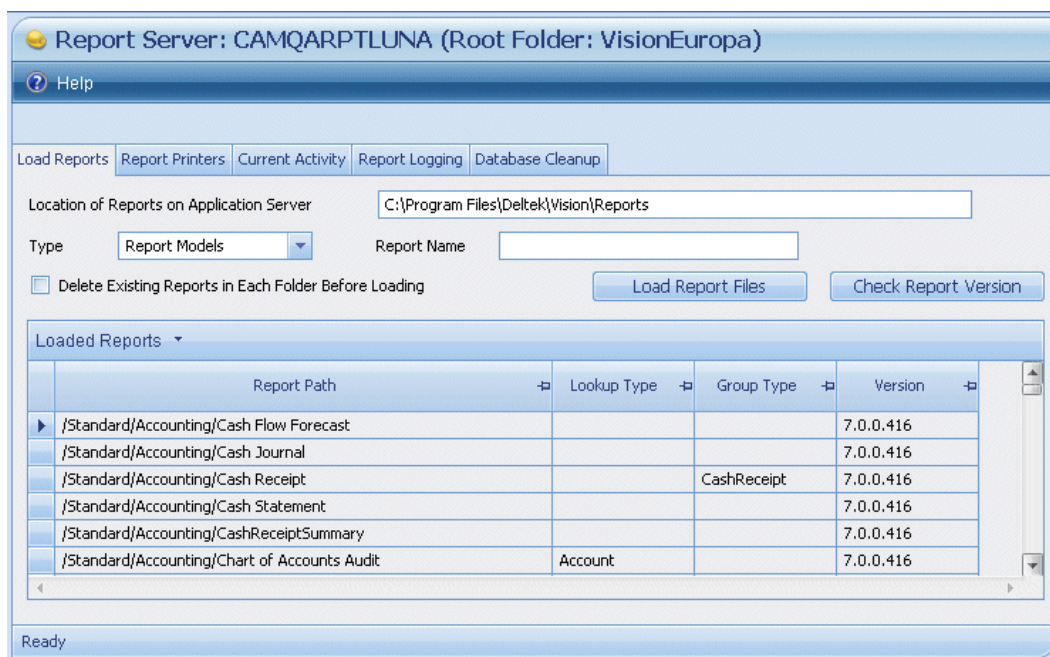 Report Server: CAMQARPTLUNA (Root Folder: VisionEuropa)
Help
Load Reports Report Printers Current Activity Report Logging Database Cleanup
Location of Reports on Application Server C:\Program Files\Deltek\Vision\Reports
Type Report Models Report Name
Delete Existing Reports in Each Folder Before Loading Load Report Files Check Report Version
Loaded Reports
Report Path Lookup Type Group Type Version
/Standard/Accounting/Cash Flow Forecast 7.0.0.416
/Standard/Accounting/Cash Journal 7.0.0.416
/Standard/Accounting/Cash Receipt CashReceipt 7.0.0.416
/Standard/Accounting/Cash Statement 7.0.0.416
/Standard/Accounting/CashReceiptSummary 7.0.0.416
/Standard/Accounting/Chart of Accounts Audit Account 7.0.0.416
Ready